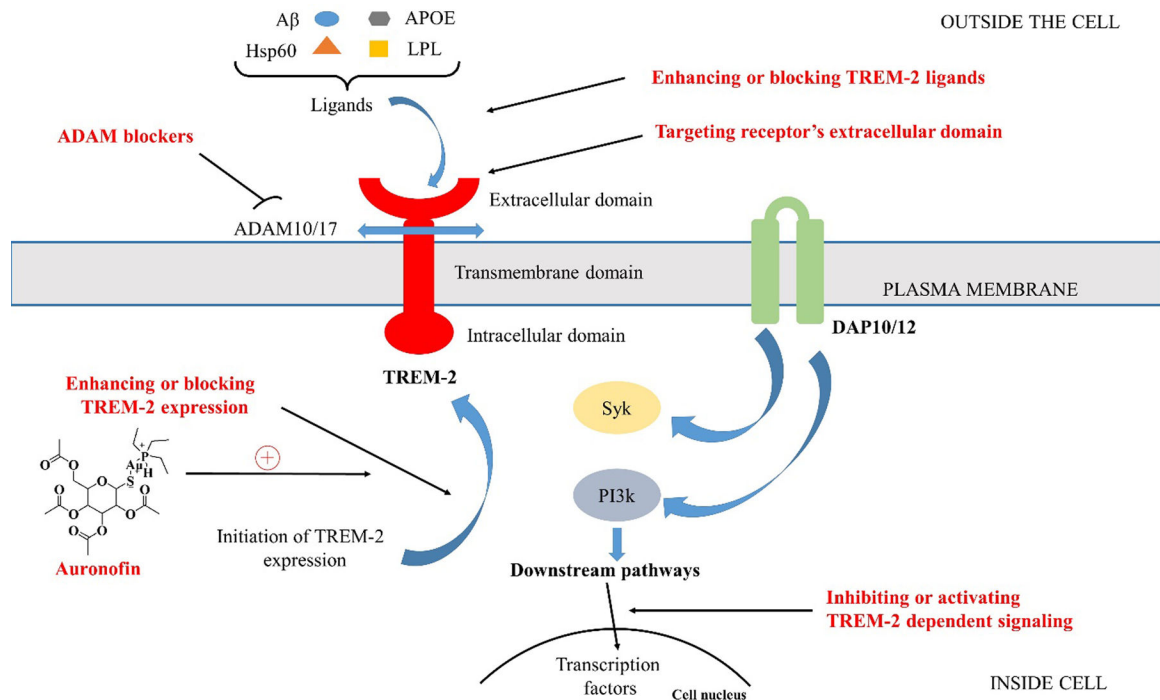 Aβ APOE
OUTSIDE THE CELL
Hsp60 LPL
Ligands
Enhancing or blocking TREM-2 ligands
ADAM blockers
Targeting receptor's extracellular domain
Extracellular domain
ADAM10/17
Transmembrane domain
PLASMA MEMBRANE
Intracellular domain
DAP10/12
TREM-2
Enhancing or blocking
TREM-2 expression
Syk
O
O
O
O
O
O
O
O
O
S
Au
P
+
H
+
PI3k
Initiation of TREM-2
expression
Auronofin
Downstream pathways
Inhibiting or activating
TREM-2 dependent signaling
Transcription
factors
Cell nucleus
INSIDE CELL